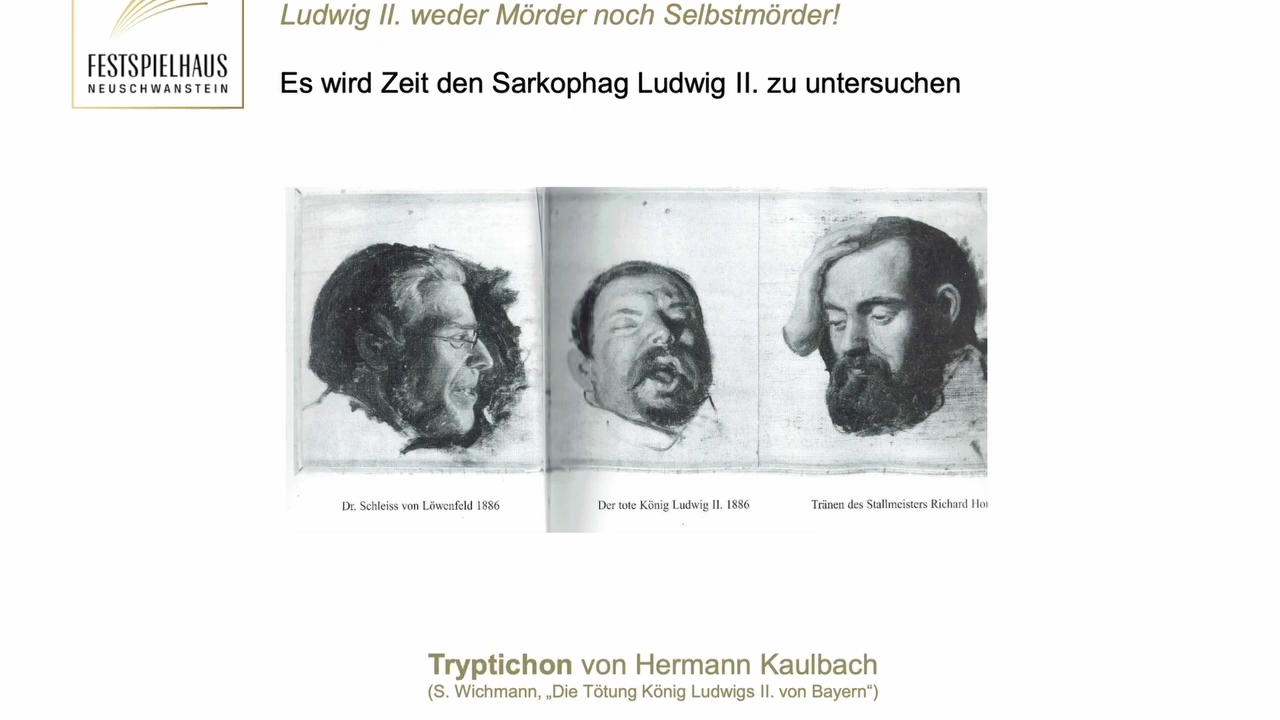 FESTSPIELHAUS
NEUSCHWANSTEIN
Ludwig II. weder Mörder noch Selbstmörder!
Es wird Zeit den Sarkophag Ludwig II. zu untersuchen
Dr. Schleiss von Löwenfeld 1886
Der tote König Ludwig II. 1886
Tränen des Stallmeisters Richard
Tryptichon von Hermann Kaulbach
(S. Wichmann, „Die Tötung König Ludwigs II. von Bayern“)